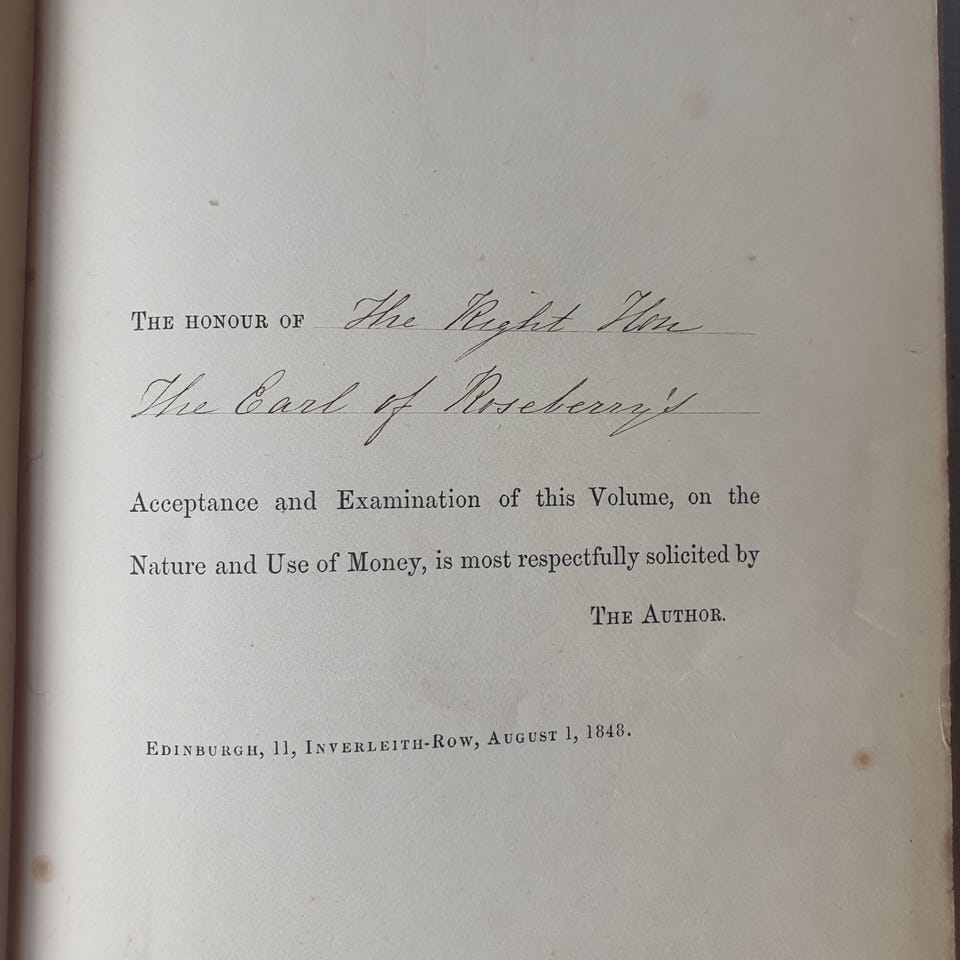 The honour of The Right Hon
The Earl of Roseberry's
Acceptance and Examination of this Volume, on the
Nature and Use of Money, is most respectfully solicited by
The Author.
Edinburgh, 11, Inverleith-Row, August 1, 1848.